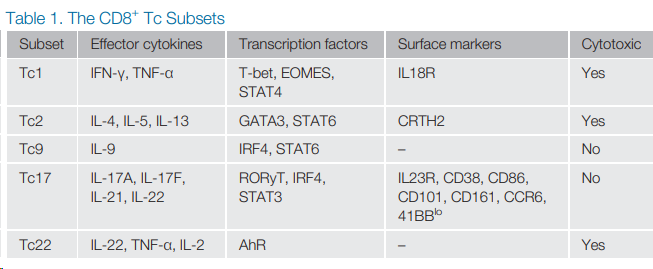 Table 1. The CD8⁺ Tc Subsets
Subset Effector cytokines Transcription factors Surface markers Cytotoxic
Tc1 IFN-γ, TNF-α T-bet, EOMES, IL18R Yes
STAT4
Tc2 IL-4, IL-5, IL-13 GATA3, STAT6 CRTH2 Yes
Tc9 IL-9 IRF4, STAT6 – No
Tc17 IL-17A, IL-17F, RORyT, IRF4, IL23R, CD38, CD86, No
IL-21, IL-22 STAT3 CD101, CD161, CCR6,
41BBˡᵒ
Tc22 IL-22, TNF-α, IL-2 AhR – Yes